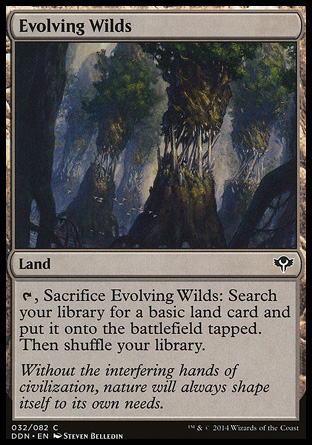 Evolving Wilds
Land
, Sacrifice Evolving Wilds: Search
your library for a basic land card and
put it onto the battlefield tapped.
Then shuffle your library.
Without the interfering hands of
civilization, nature will always shape
itself to its own needs.
032/082 C
DDN • EN Steven Belledin
™ & © 2014 Wizards of the Coast